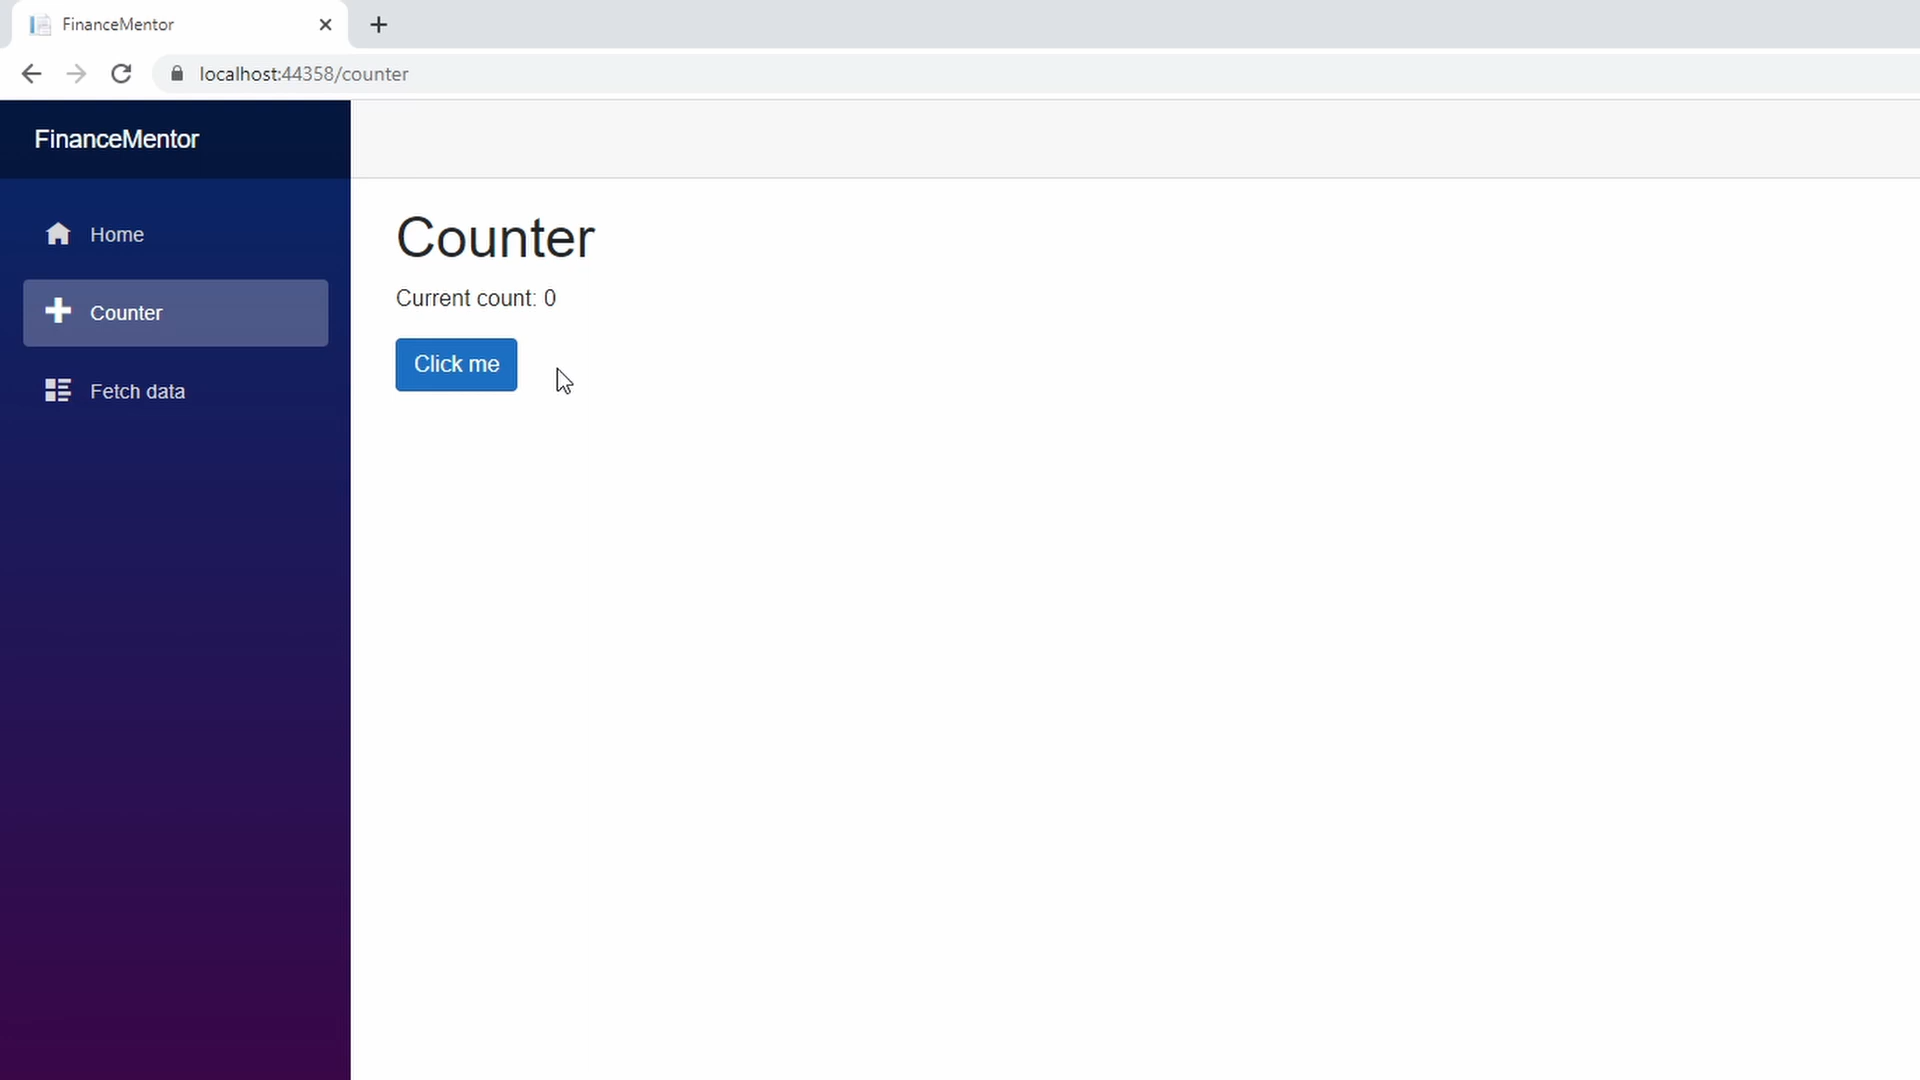 FinanceMentor
localhost:44358/counter
FinanceMentor
Home
Counter
Fetch data
Counter
Current count: 0
Click me